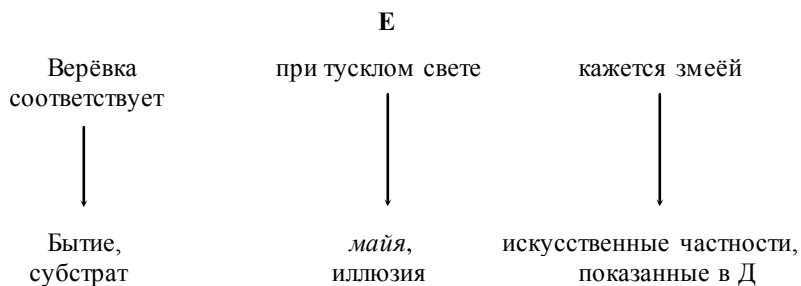 Е
Верёвка при тусклом свете кажется змеёй
соответствует
Бытие, майя, искусственные частности,
субстрат иллюзия показанные в Д